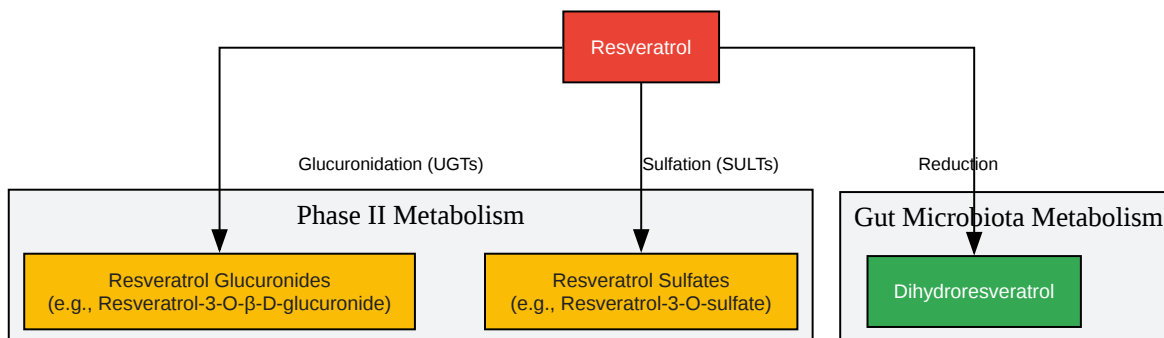 Resveratrol
Glucuronidation (UGTs)
Sulfation (SULTs)
Reduction
Phase II Metabolism
Gut Microbiota Metabolism
Resveratrol Glucuronides
(e.g., Resveratrol-3-O-β-D-glucuronide)
Resveratrol Sulfates
(e.g., Resveratrol-3-O-sulfate)
Dihydroresveratrol